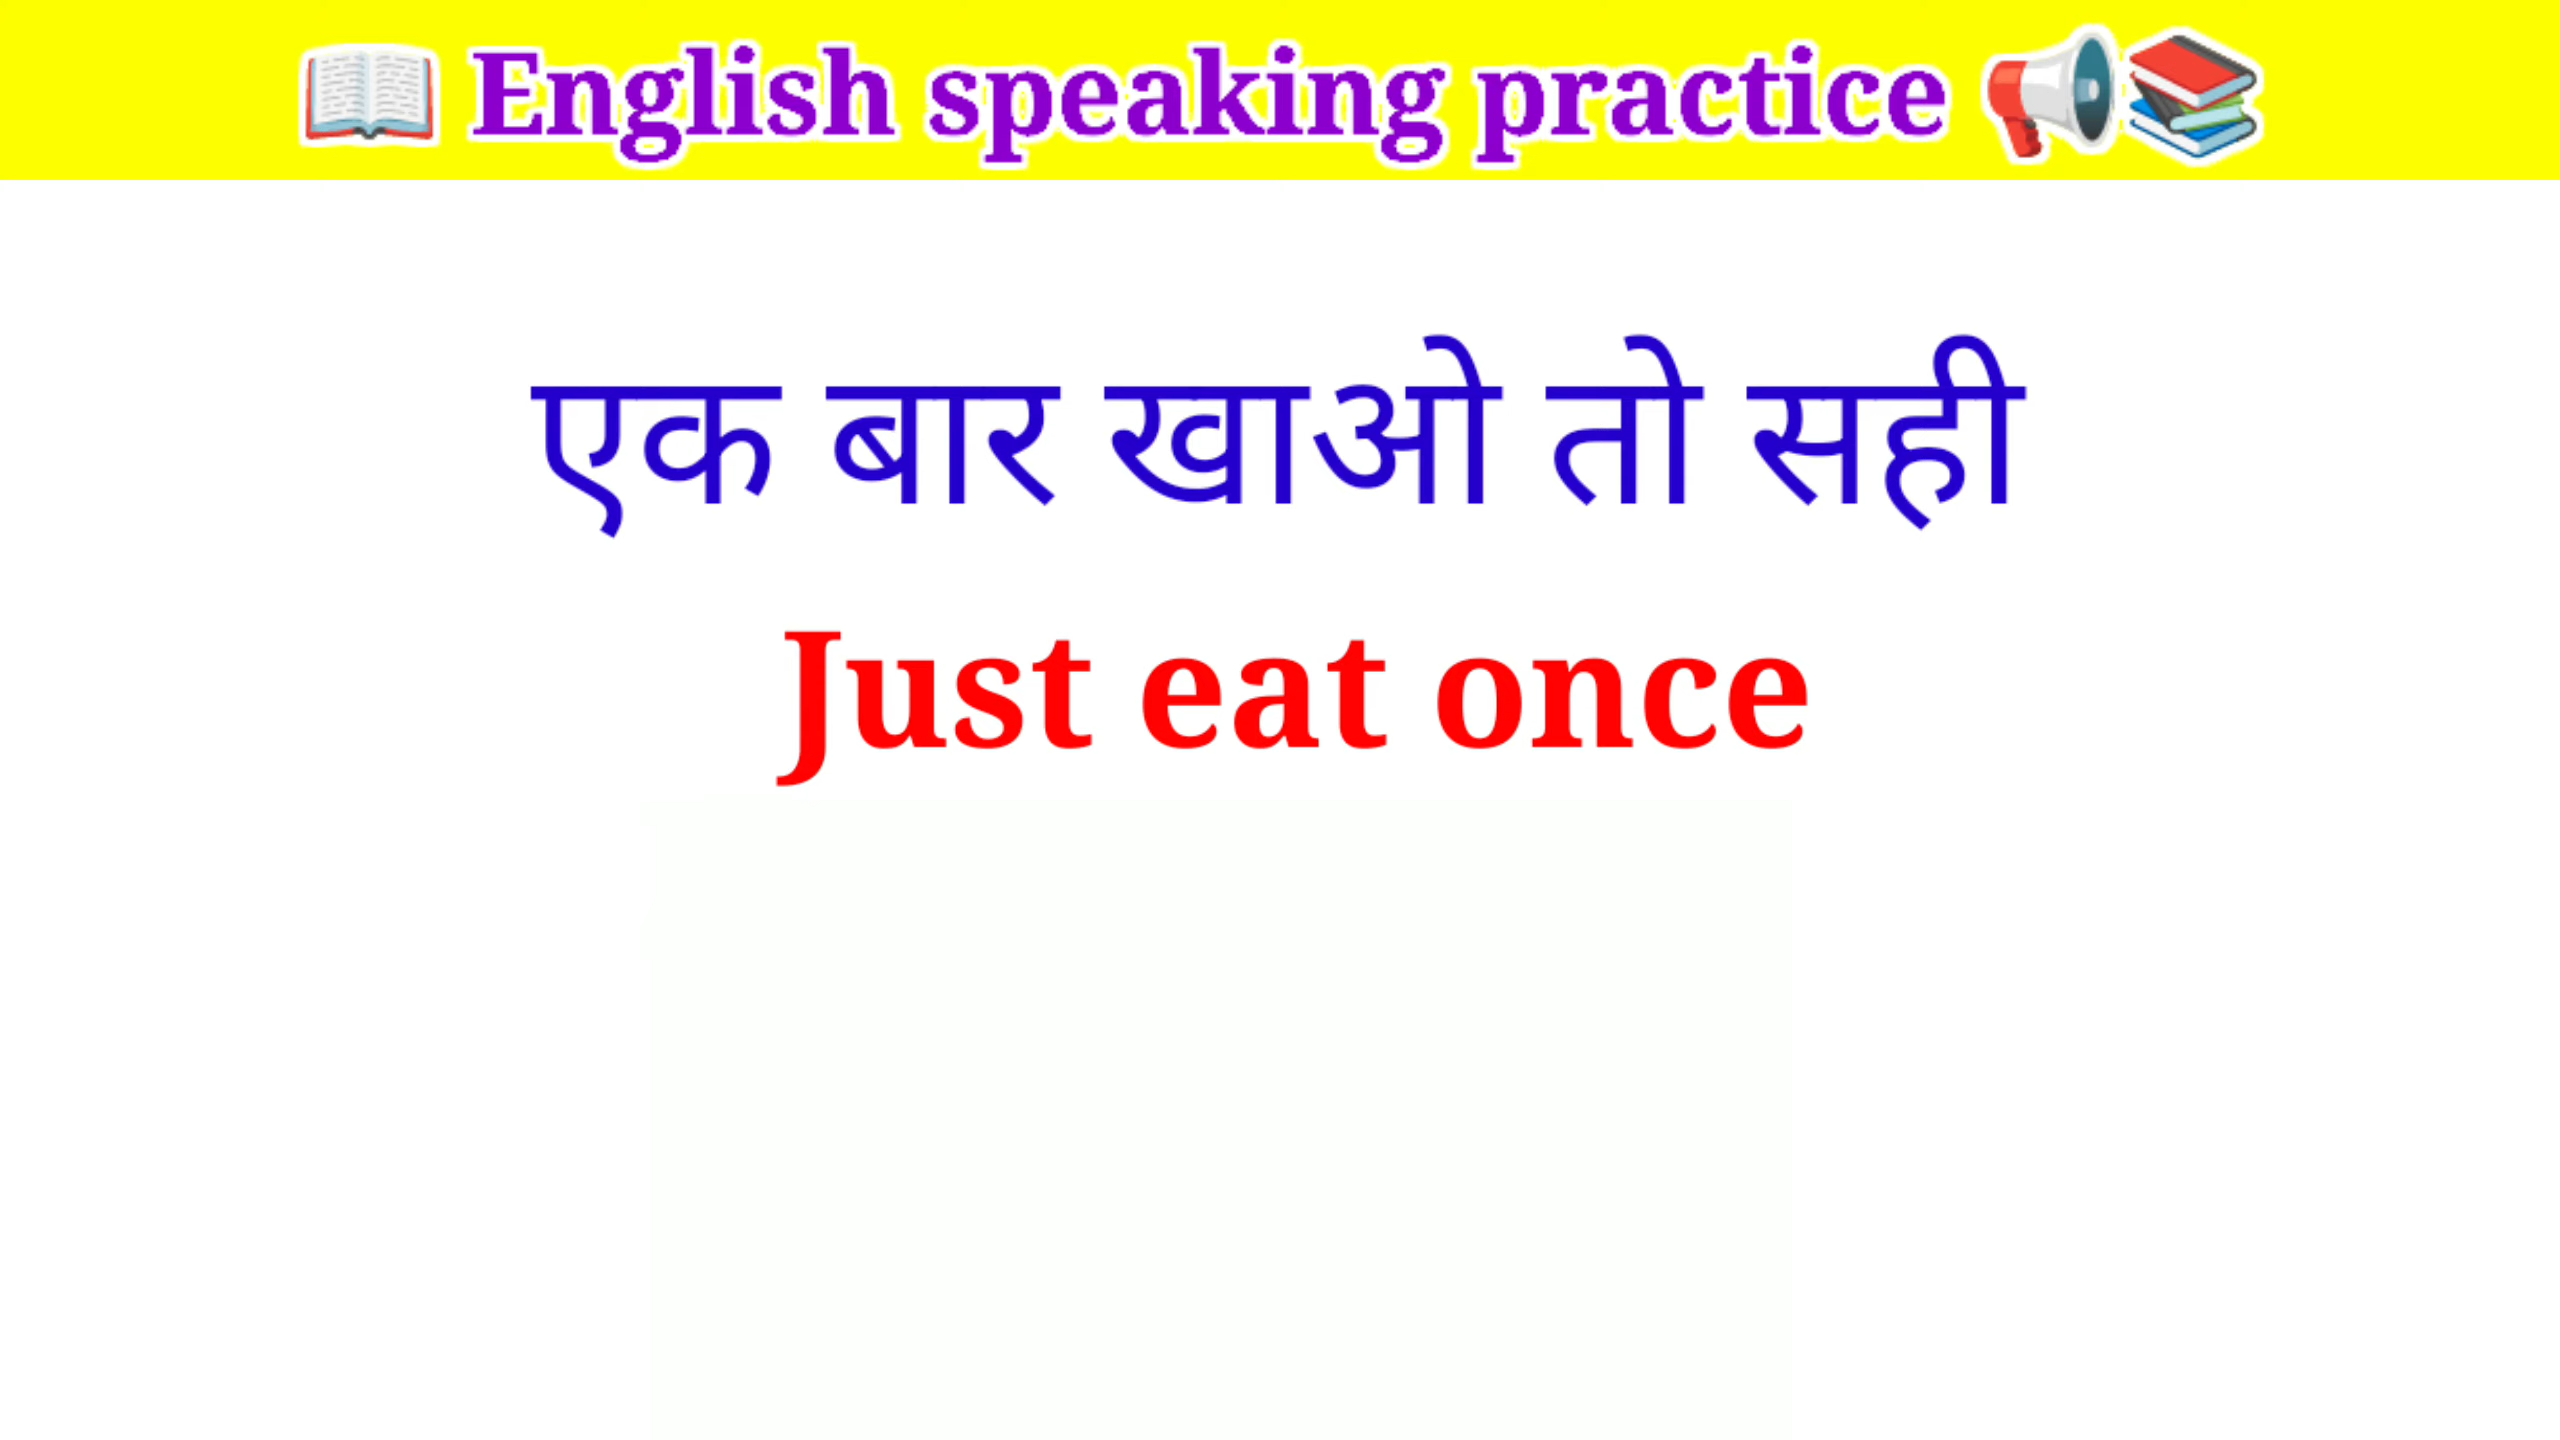 📖 English speaking practice 📢📚
एक बार खाओ तो सही
Just eat once